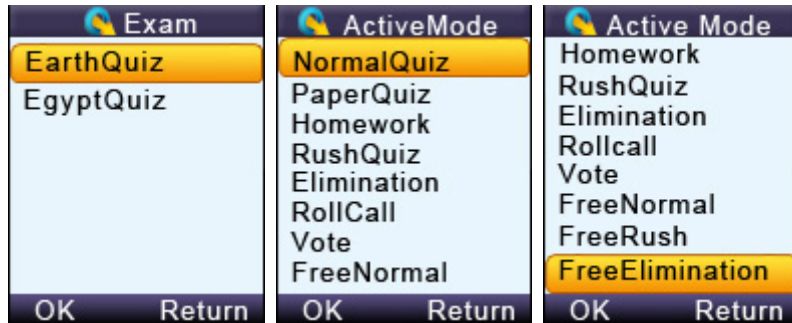 Exam
EarthQuiz
EgyptQuiz
OK Return
ActiveMode
NormalQuiz
PaperQuiz
Homework
RushQuiz
Elimination
RollCall
Vote
FreeNormal
OK Return
Active Mode
Homework
RushQuiz
Elimination
Rollcall
Vote
FreeNormal
FreeRush
FreeElimination
OK Return